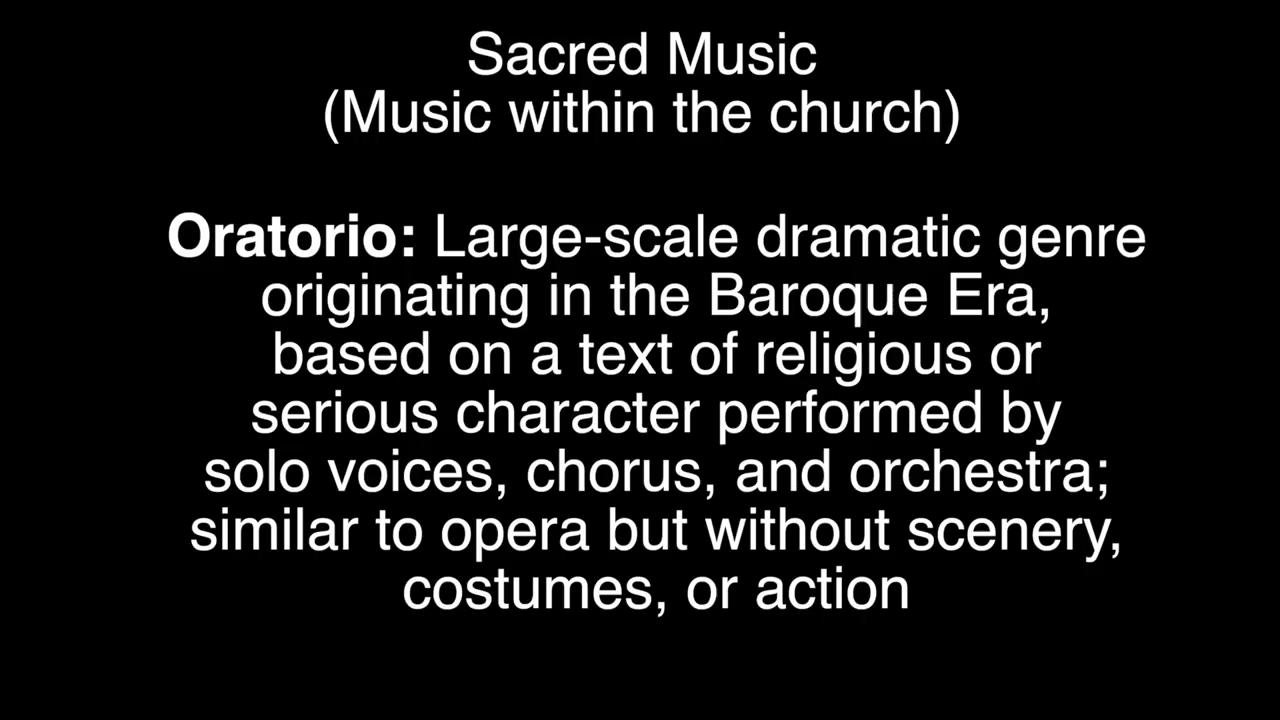 Sacred Music
(Music within the church)
Oratorio: Large-scale dramatic genre
originating in the Baroque Era,
based on a text of religious or
serious character performed by
solo voices, chorus, and orchestra;
similar to opera but without scenery,
costumes, or action